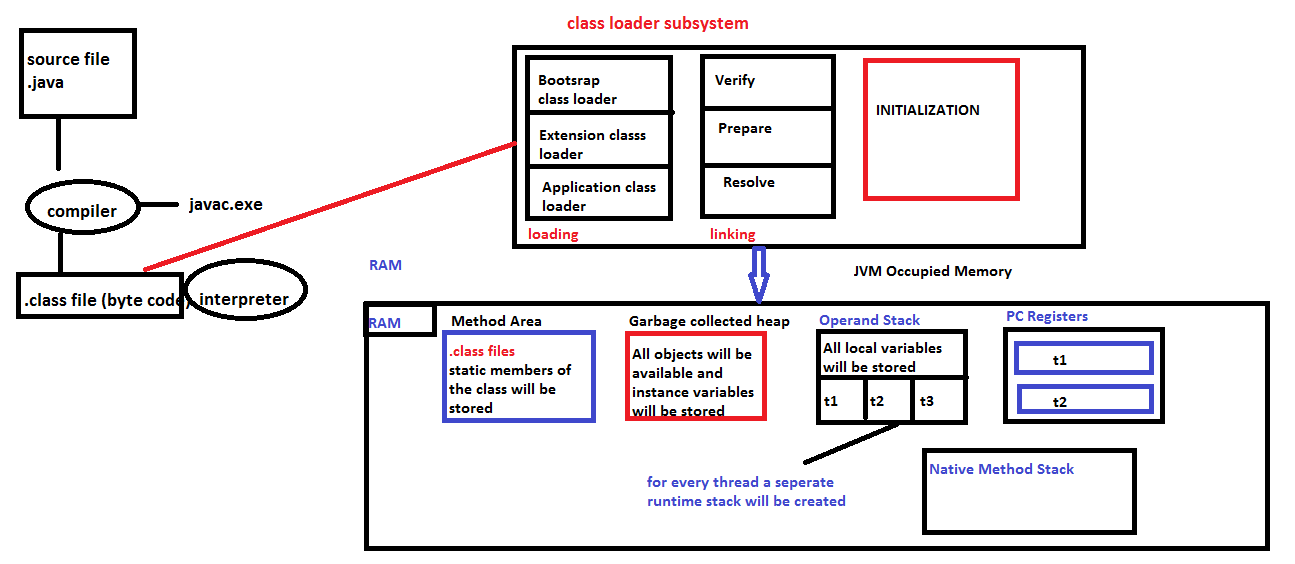 class loader subsystem
source file
.java
compiler
javac.exe
.class file (byte code)
interpreter
Bootsrap
class loader
Extension classs
loader
Application class
loader
loading
Verify
Prepare
Resolve
linking
INITIALIZATION
RAM
JVM Occupied Memory
RAM
Method Area
.class files
static members of
the class will be
stored
Garbage collected heap
All objects will be
available and
instance variables
will be stored
Operand Stack
All local variables
will be stored
t1
t2
t3
PC Registers
t1
t2
for every thread a seperate
runtime stack will be created
Native Method Stack